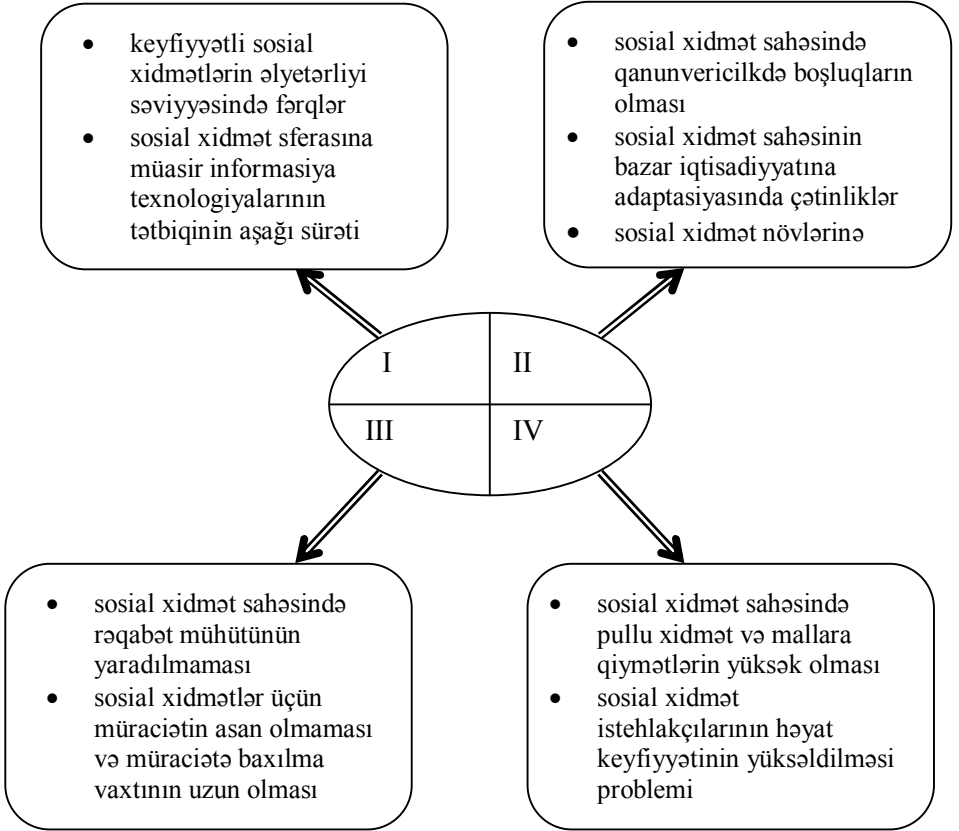 • keyfiyyətli sosial
xidmətlərin əlyetərliyi
səviyyəsində fərqlər
• sosial xidmət sferasına
müasir informasiya
texnologiyalarının
tətbiqinin aşağı sürəti
• sosial xidmət sahəsində
qanunvericilkdə boşluqların
olması
• sosial xidmət sahəsinin
bazar iqtisadiyyatına
adaptasiyasında çətinliklər
• sosial xidmət növlərinə
I
II
III
IV
• sosial xidmət sahəsində
rəqabət mühütünün
yaradılmaması
• sosial xidmətlər üçün
müraciətin asan olmaması
və müraciətə baxılma
vaxtının uzun olması
• sosial xidmət sahəsində
pullu xidmət və mallara
qiymətlərin yüksək olması
• sosial xidmət
istehlakçılarının həyat
keyfiyyətinin yüksəldilməsi
problemi